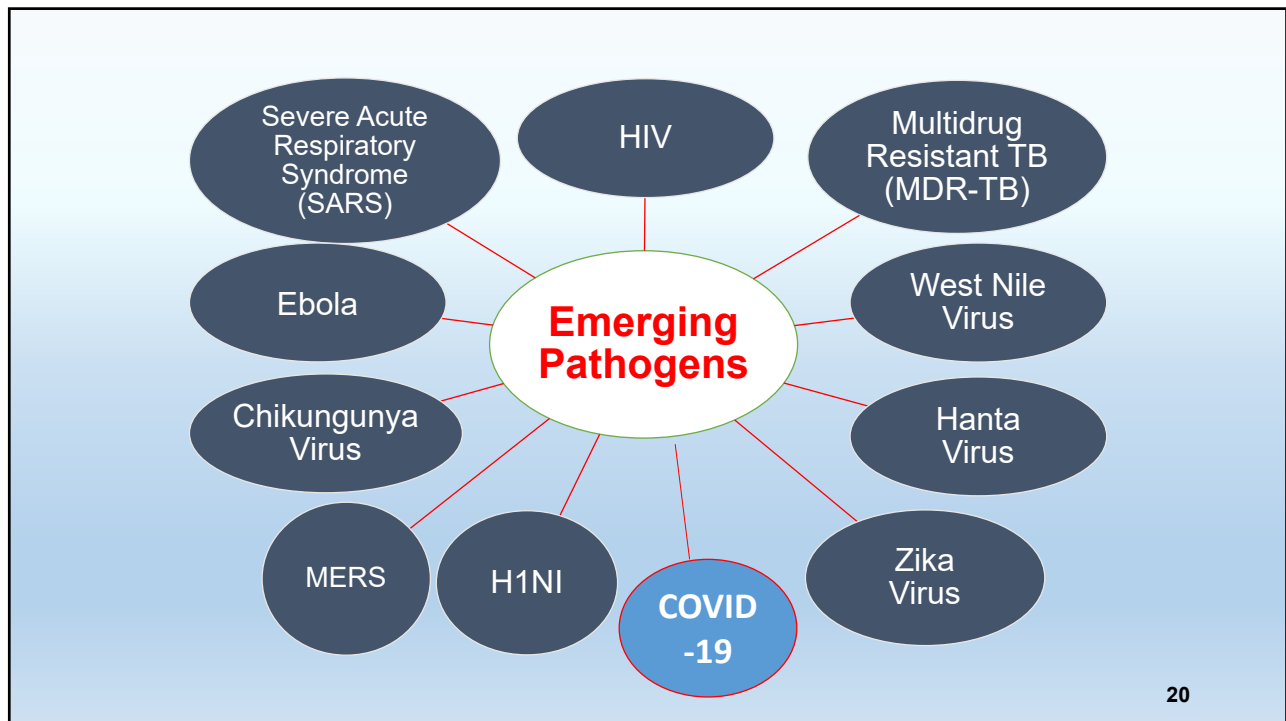 Severe Acute
Respiratory
Syndrome
(SARS)
HIV
Multidrug
Resistant TB
(MDR-TB)
Ebola
Emerging
Pathogens
West Nile
Virus
Chikungunya
Virus
Hanta
Virus
MERS
H1NI
COVID
-19
Zika
Virus
20